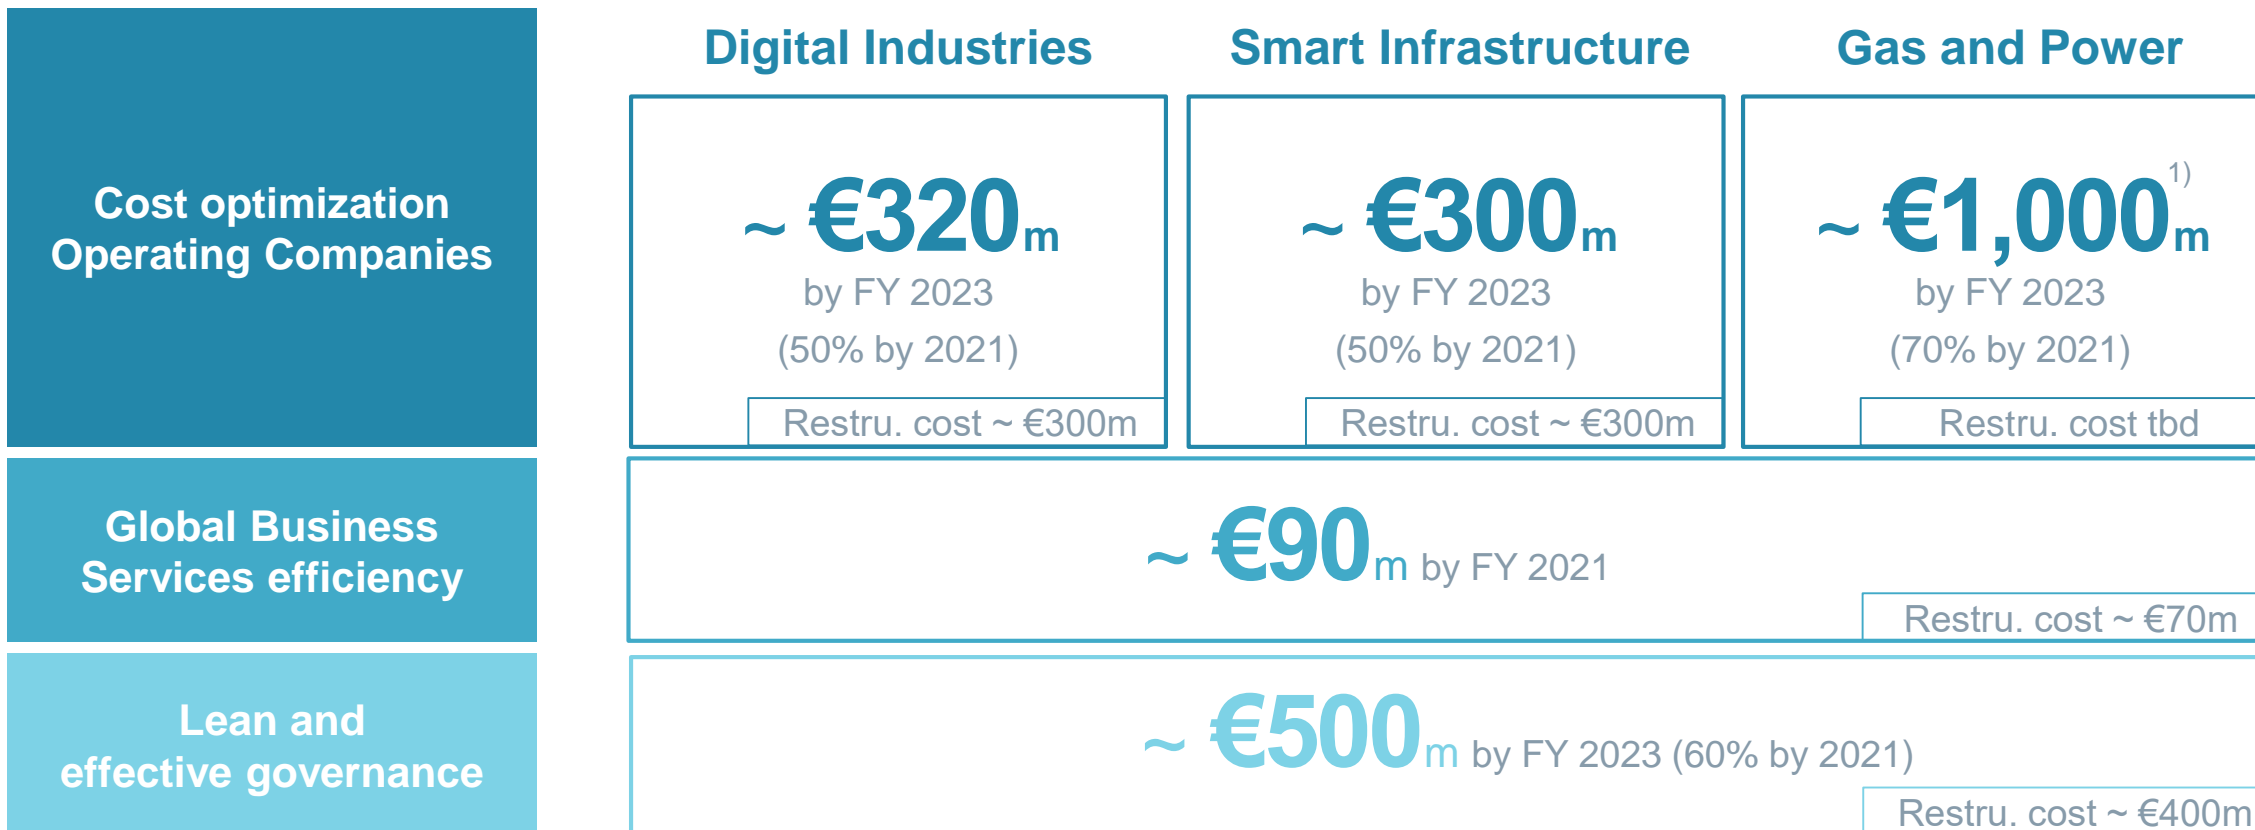 Digital Industries
Smart Infrastructure
Gas and Power
Cost optimization
Operating Companies
~ €320m
by FY 2023
(50% by 2021)
Restru. cost ~ €300m
~ €300m
by FY 2023
(50% by 2021)
Restru. cost ~ €300m
~ €1,000m 1)
by FY 2023
(70% by 2021)
Restru. cost tbd
Global Business
Services efficiency
~ €90m by FY 2021
Restru. cost ~ €70m
Lean and
effective governance
~ €500m by FY 2023 (60% by 2021)
Restru. cost ~ €400m